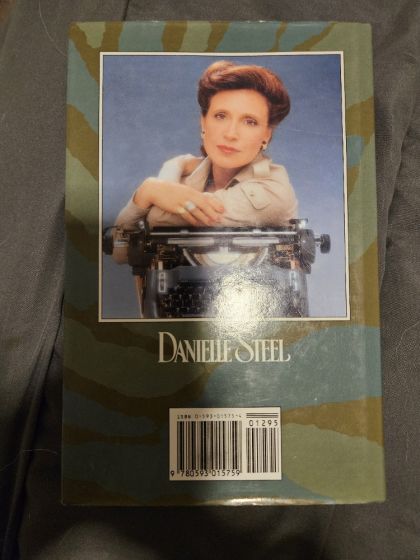 DANIELLE STEEL
ISBN 0-593-01575-4
01295
9 780593 015759